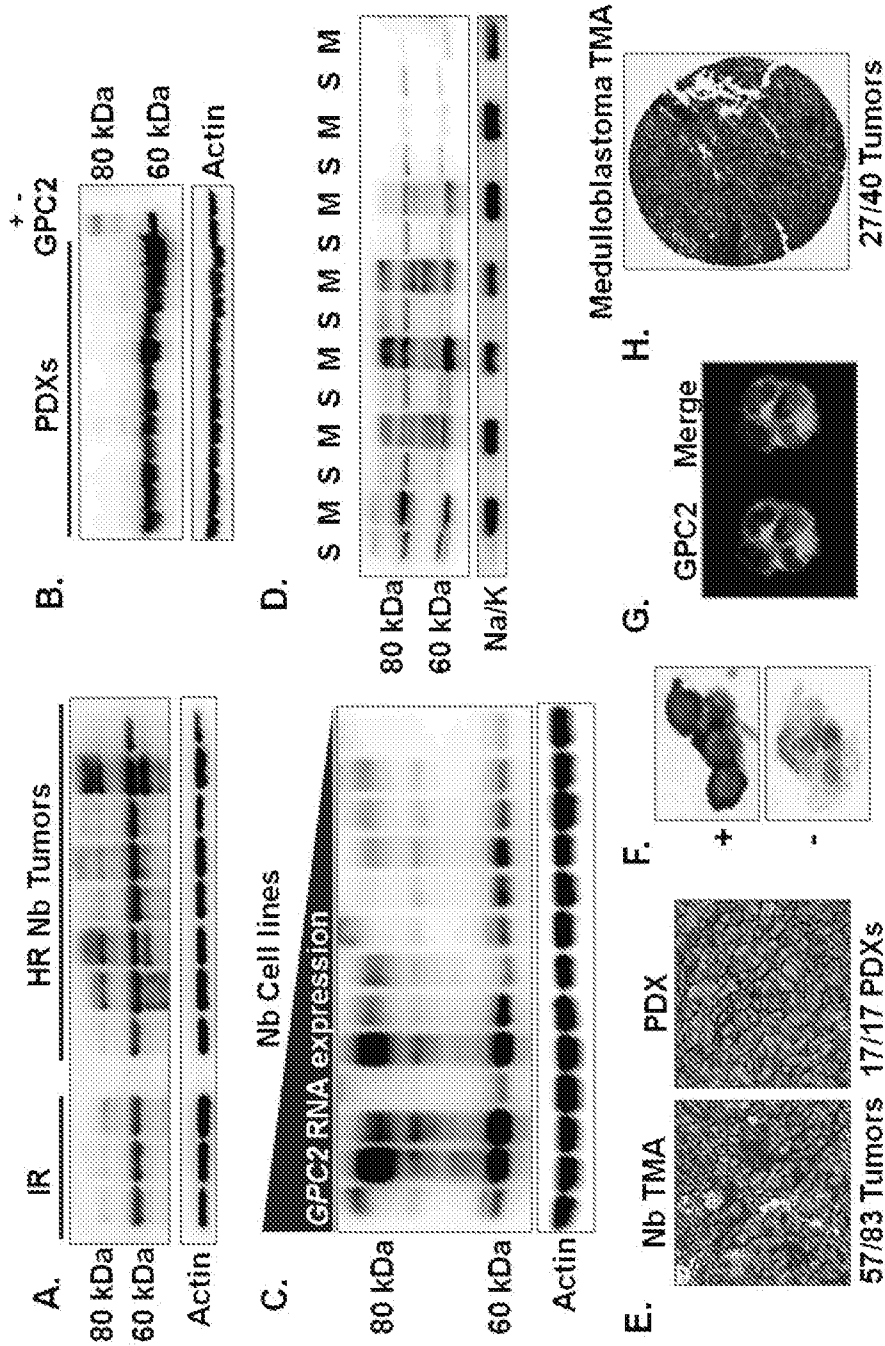 A.
IR
HR Nb Tumors
80 kDa
60 kDa
Actin
B.
PDXs
GPC2
+ -
80 kDa
60 kDa
Actin
C.
Nb Cell lines
GPC2 RNA expression
80 kDa
60 kDa
Actin
D.
S M S M S M S M S M S M S M
80 kDa
60 kDa
Na/K
E.
Nb TMA
PDX
57/83 Tumors
17/17 PDXs
F.
+
-
G.
GPC2
Merge
H.
Medulloblastoma TMA
27/40 Tumors